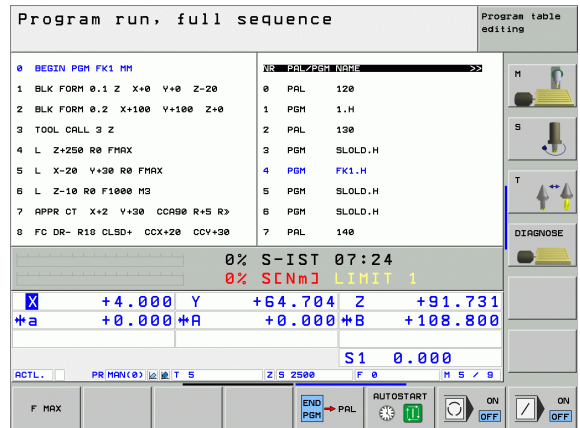 Program run, full sequence
Program table
editing
0 BEGIN PGM FK1 MM
1 BLK FORM 0.1 Z X+0 Y+0 Z-20
2 BLK FORM 0.2 X+100 Y+100 Z+0
3 TOOL CALL 3 Z
4 L Z+250 R0 FMAX
5 L X-20 Y+30 R0 FMAX
6 L Z-10 R0 F1000 M3
7 APPR CT X+2 Y+30 CCA90 R+5 R»
8 FC DR- R18 CLSD+ CCX+20 CCY+30
NR PAL/PGM NAME >>
0 PAL 120
1 PGM 1.H
2 PAL 130
3 PGM SLOLD.H
4 PGM FK1.H
5 PGM SLOLD.H
6 PGM SLOLD.H
7 PAL 140
M
S
T
DIAGNOSE
0% S-IST 07:24
0% S[Nm] LIMIT 1
X +4.000 Y +64.704 Z +91.731
a +0.000 A +0.000 B +108.800
S1 0.000
ACTL. PR MAN(0) T 5 Z S 2500 F 0 M 5 / 9
F MAX
END
PGM PAL
AUTOSTART
ON
OFF
ON
OFF